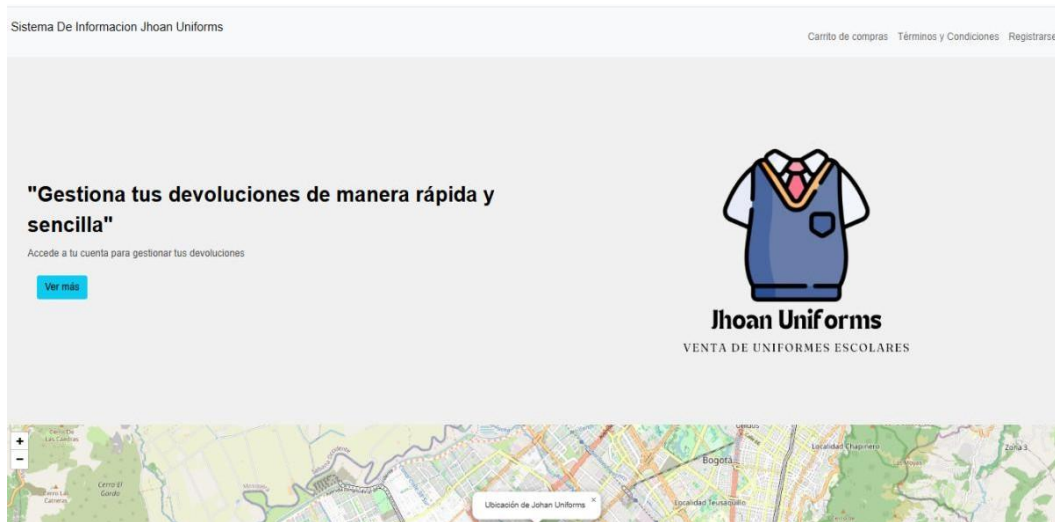 Sistema De Informacion Jhoan Uniforms
Carrito de compras Términos y Condiciones Registrarse
"Gestiona tus devoluciones de manera rápida y
sencilla"
Accede a tu cuenta para gestionar tus devoluciones
Ver más
Jhoan Uniforms
VENTA DE UNIFORMES ESCOLARES
+
−
Cerro El
Gordo
Bogotá
Localidad Chapinero
Zona 3
Localidad Teusaquillo
Ubicación de Johan Uniforms ×